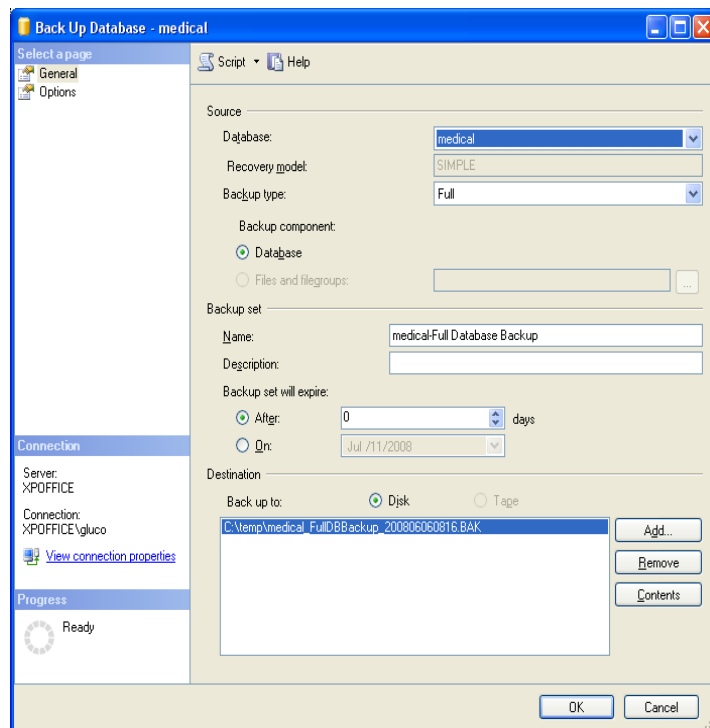 Back Up Database - medical
Select a page
General
Options
Script Help
Source
Database: medical
Recovery model: SIMPLE
Backup type: Full
Backup component:
Database
Files and filegroups: ...
Backup set
Name: medical-Full Database Backup
Description:
Backup set will expire:
After: 0 days
On: Jul /11/2008
Destination
Back up to: Disk Tape
C:\temp\medical_FullDBBackup_200806060816.BAK
Add...
Remove
Contents
Connection
Server:
XPOFFICE
Connection:
XPOFFICE\gluco
View connection properties
Progress
Ready
OK Cancel